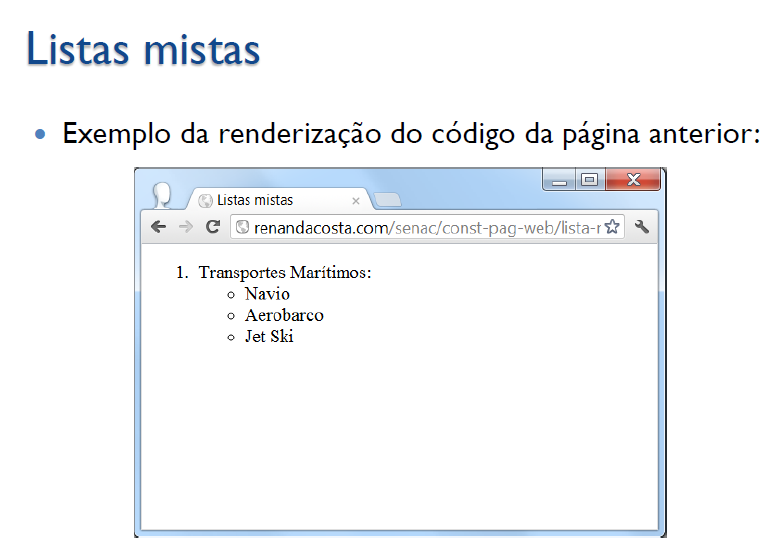 Listas mistas
• Exemplo da renderização do código da página anterior:
Listas mistas
renandacosta.com/senac/const-pag-web/lista-r
1. Transportes Marítimos:
Navio
Aerobarco
Jet Ski